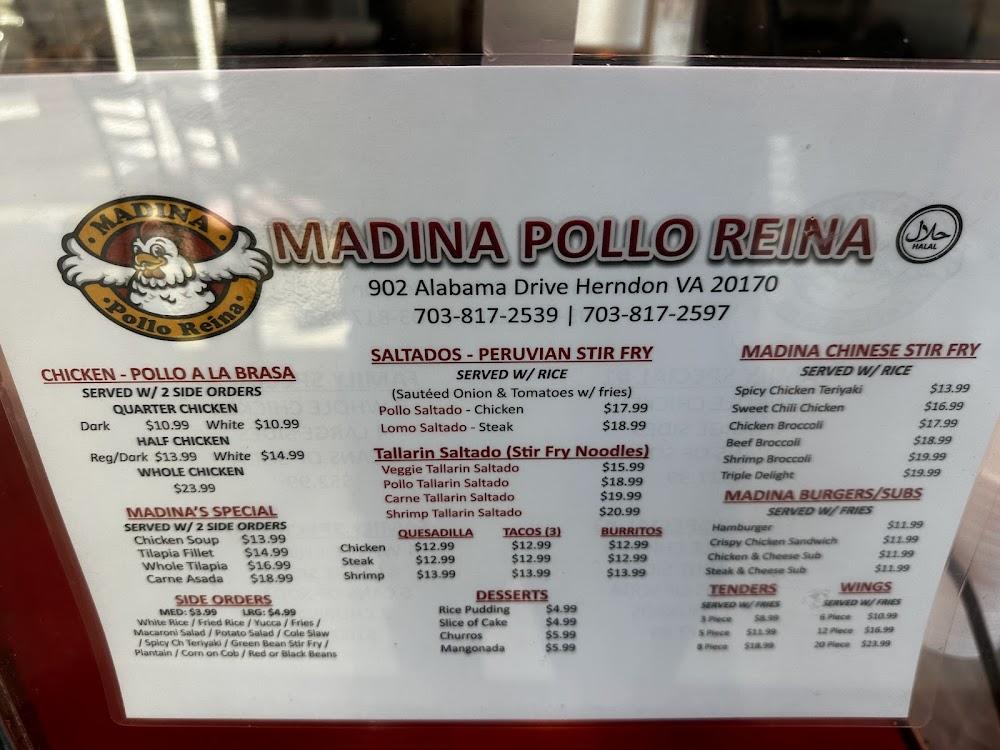 MADINA
Pollo Reina
MADINA POLLO REINA
حلال
HALAL
902 Alabama Drive Herndon VA 20170
703-817-2539 | 703-817-2597
CHICKEN - POLLO A LA BRASA
SERVED W/ 2 SIDE ORDERS
QUARTER CHICKEN
Dark $10.99 White $10.99
HALF CHICKEN
Reg/Dark $13.99 White $14.99
WHOLE CHICKEN
$23.99
MADINA'S SPECIAL
SERVED W/ 2 SIDE ORDERS
Chicken Soup $13.99
Tilapia Fillet $14.99
Whole Tilapia $16.99
Carne Asada $18.99
SIDE ORDERS
MED: $3.99 LRG: $4.99
White Rice / Fried Rice / Yucca / Fries /
Macaroni Salad / Potato Salad / Cole Slaw
/ Spicy Ch Teriyaki / Green Bean Stir Fry /
Plantain / Corn on Cob / Red or Black Beans
SALTADOS - PERUVIAN STIR FRY
SERVED W/ RICE
(Sautéed Onion & Tomatoes w/ fries)
Pollo Saltado - Chicken $17.99
Lomo Saltado - Steak $18.99
Tallarin Saltado (Stir Fry Noodles)
Veggie Tallarin Saltado $15.99
Pollo Tallarin Saltado $18.99
Carne Tallarin Saltado $19.99
Shrimp Tallarin Saltado $20.99
QUESADILLA TACOS (3) BURRITOS
Chicken $12.99 $12.99 $12.99
Steak $12.99 $12.99 $12.99
Shrimp $13.99 $13.99 $13.99
DESSERTS
Rice Pudding $4.99
Slice of Cake $4.99
Churros $5.99
Mangonada $5.99
MADINA CHINESE STIR FRY
SERVED W/ RICE
Spicy Chicken Teriyaki $13.99
Sweet Chili Chicken $16.99
Chicken Broccoli $17.99
Beef Broccoli $18.99
Shrimp Broccoli $19.99
Triple Delight $19.99
MADINA BURGERS/SUBS
SERVED W/ FRIES
Hamburger $11.99
Crispy Chicken Sandwich $11.99
Chicken & Cheese Sub $11.99
Steak & Cheese Sub $11.99
TENDERS
SERVED W/ FRIES
3 Piece $8.99
5 Piece $11.99
8 Piece $18.99
WINGS
SERVED W/ FRIES
6 Piece $10.99
12 Piece $16.99
20 Piece $23.99